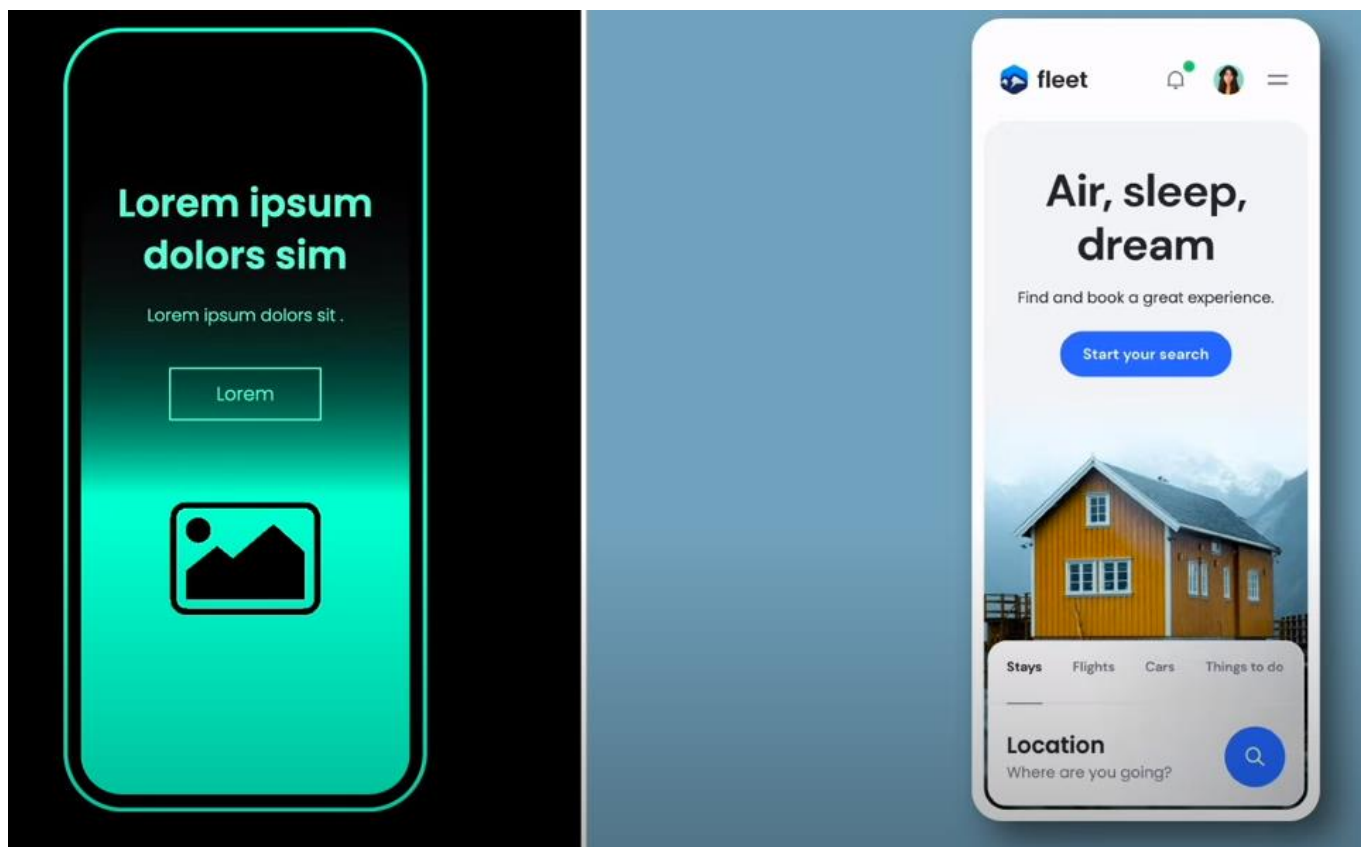 Lorem ipsum
dolors sim
Lorem ipsum dolors sit .
Lorem
fleet
Air, sleep,
dream
Find and book a great experience.
Start your search
Stays Flights Cars Things to do
Location
Where are you going?